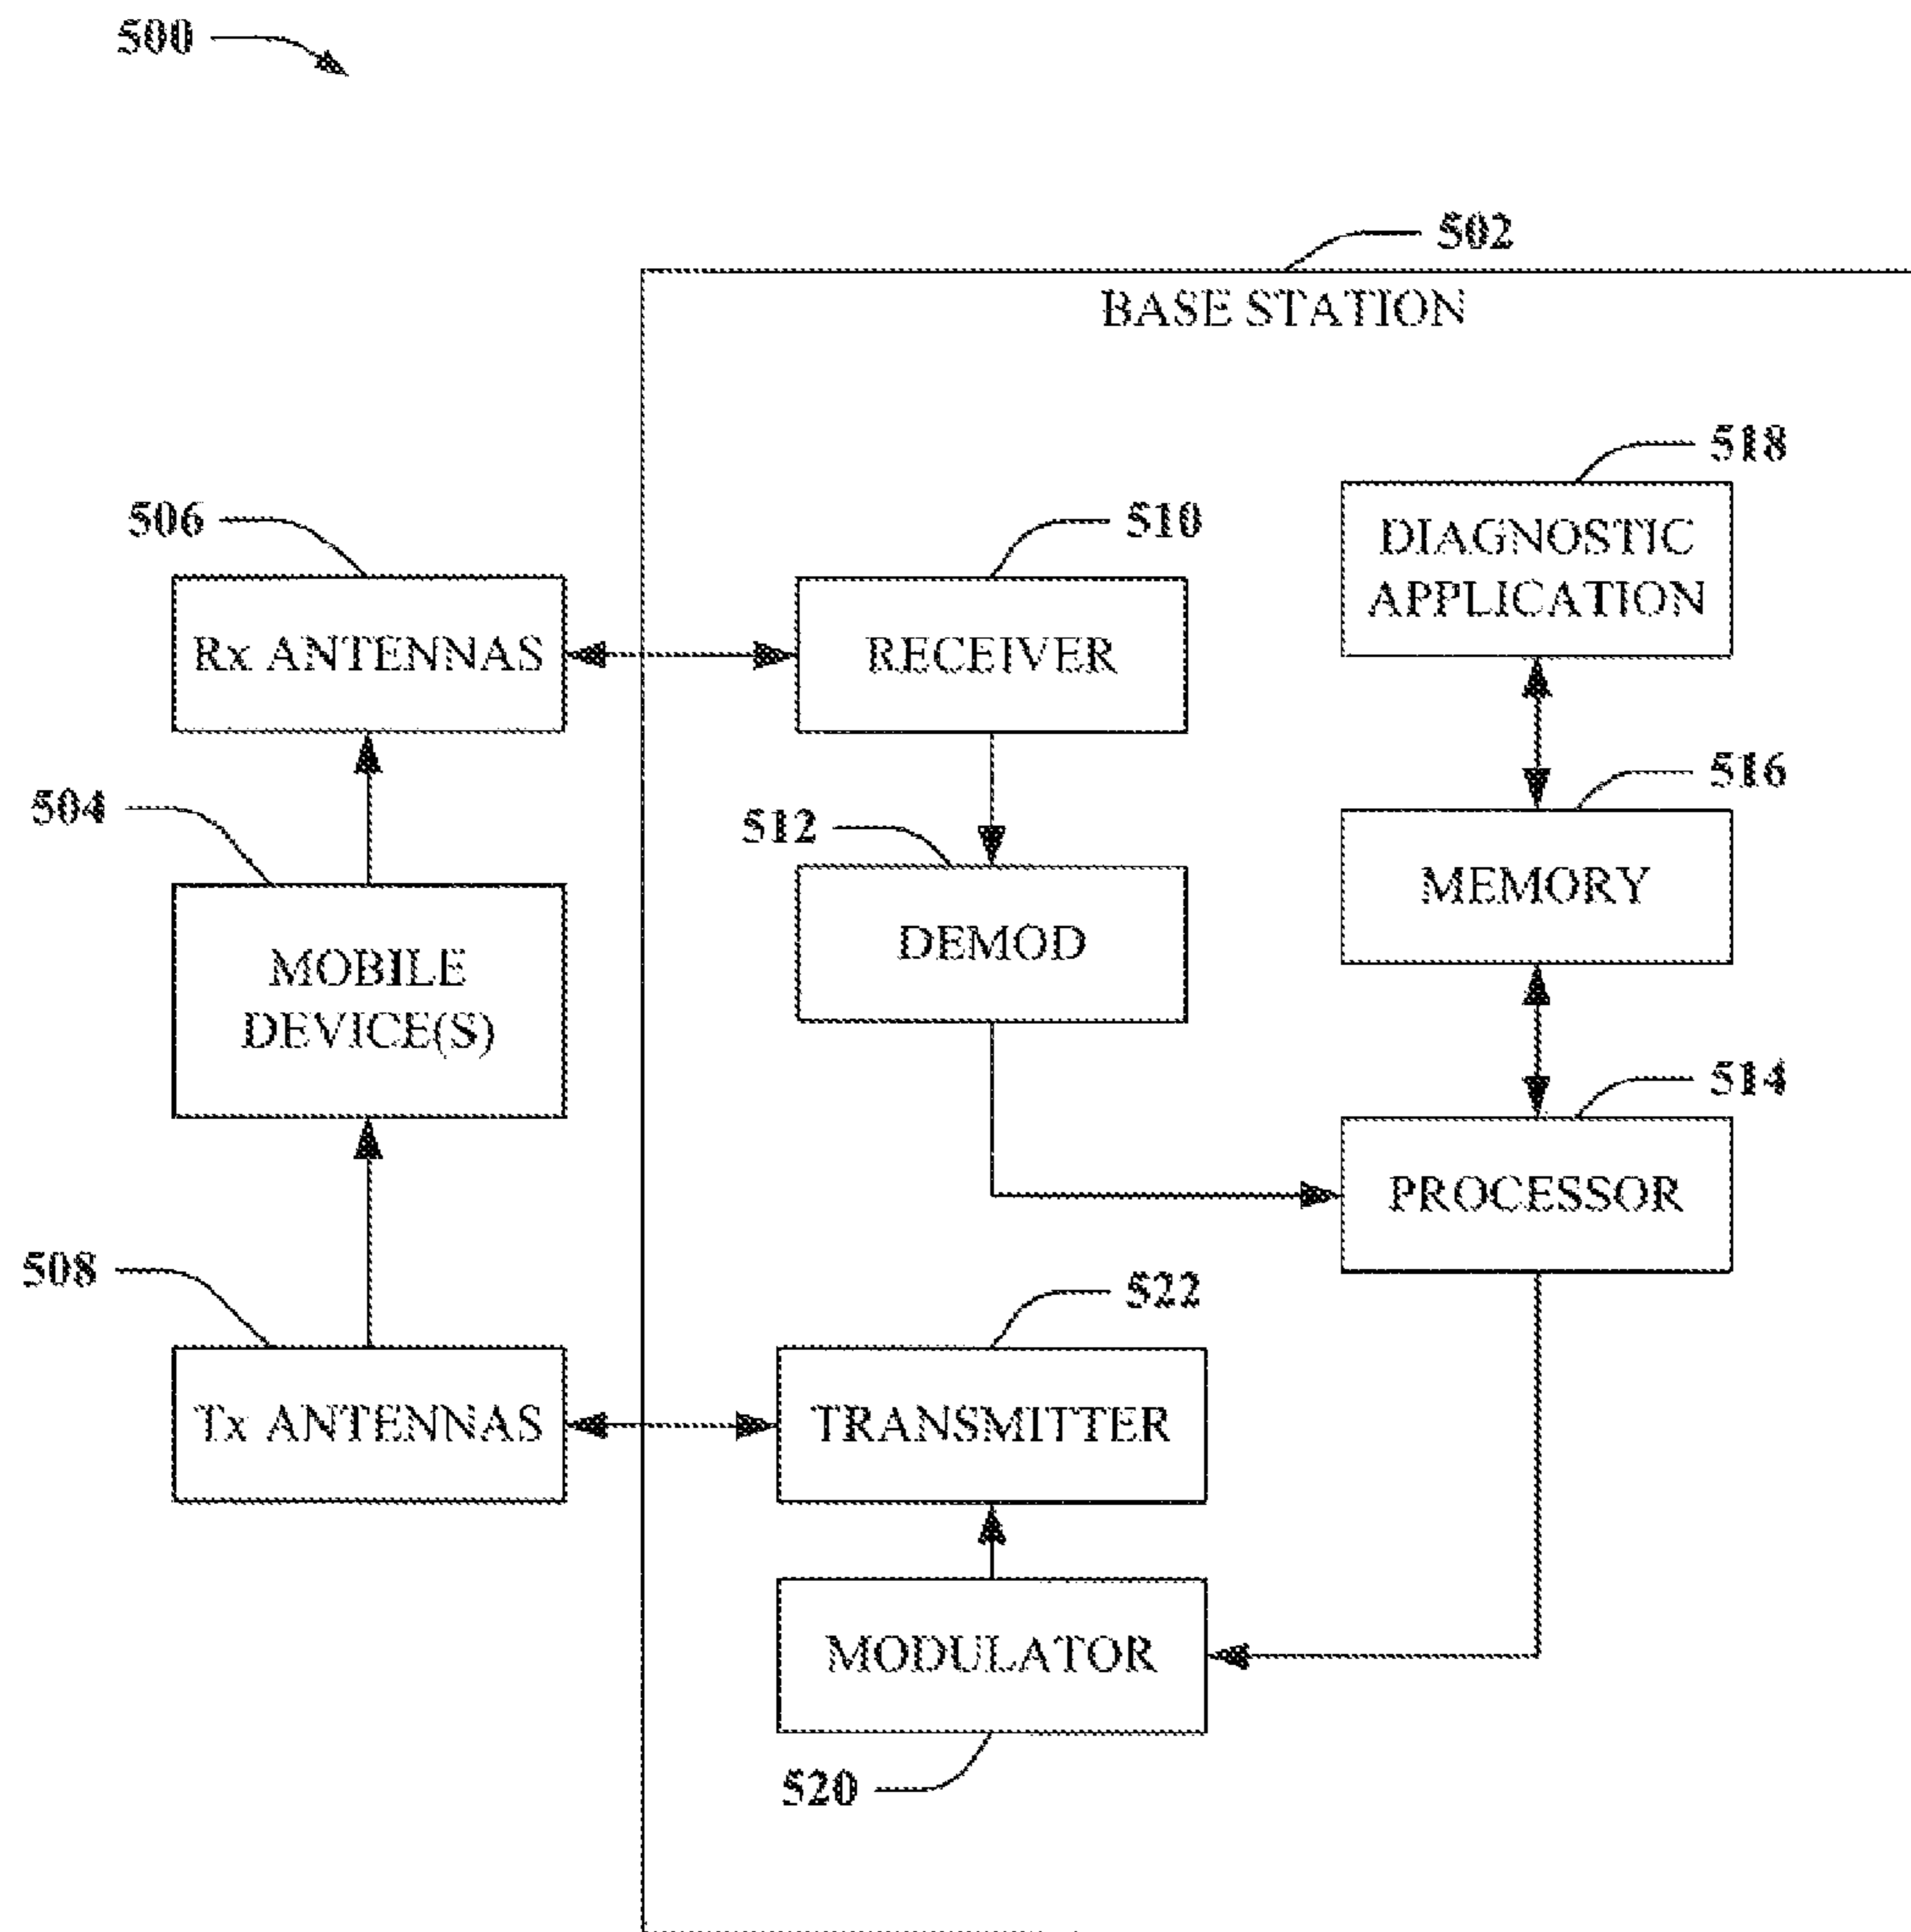 500
502
BASE STATION
518
506
510
DIAGNOSTIC
APPLICATION
Rx ANTENNAS
RECEIVER
516
504
512
MEMORY
DEMOD
MOBILE
DEVICE(S)
514
PROCESSOR
508
522
Tx ANTENNAS
TRANSMITTER
MODULATOR
520